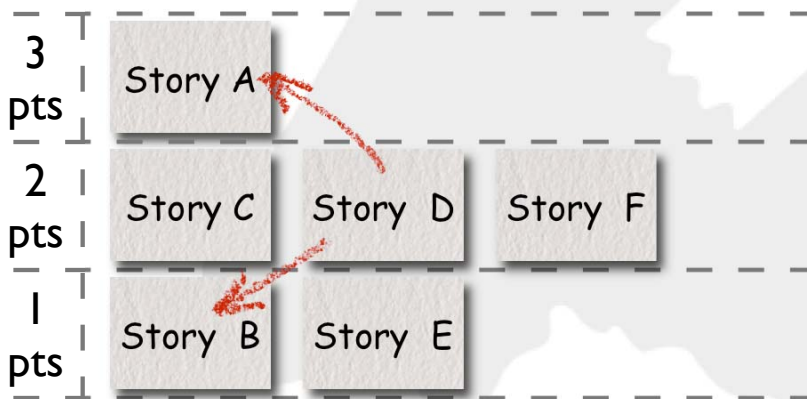 3
pts
Story A
2
pts
Story C
Story D
Story F
1
pts
Story B
Story E